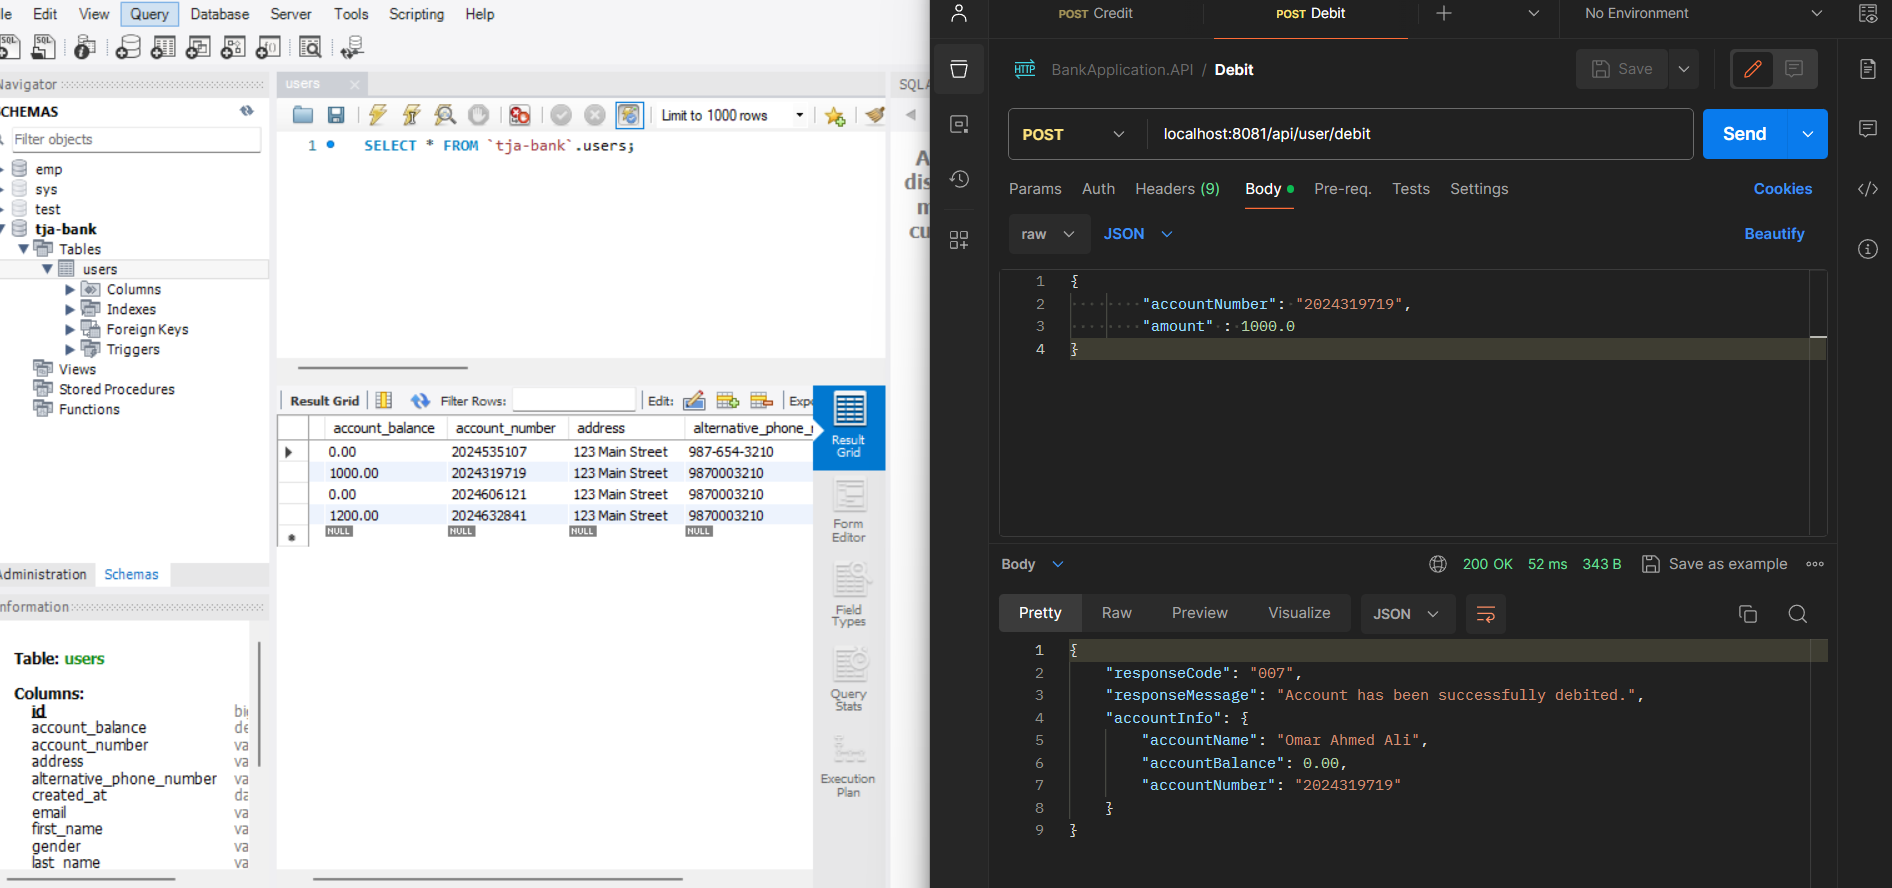 le Edit View Query Database Server Tools Scripting Help
SQL SQL
Navigator
SCHEMAS
Filter objects
emp
sys
test
tja-bank
Tables
users
Columns
Indexes
Foreign Keys
Triggers
Views
Stored Procedures
Functions
Administration Schemas
Information
Table: users
Columns:
id bi
account_balance de
account_number va
address va
alternative_phone_number va
created_at da
email va
first_name va
gender va
last_name va
users
SQLA
Limit to 1000 rows
1 SELECT * FROM `tja-bank`.users;
A
dis
m
cu
Result Grid Filter Rows: Edit: Expo
account_balance account_number address alternative_phone_
0.00 2024535107 123 Main Street 987-654-3210
1000.00 2024319719 123 Main Street 9870003210
0.00 2024606121 123 Main Street 9870003210
1200.00 2024632841 123 Main Street 9870003210
NULL NULL NULL NULL
Result
Grid
Form
Editor
Field
Types
Query
Stats
Execution
Plan
POST Credit
POST Debit
No Environment
HTTP BankApplication.API / Debit
Save
POST localhost:8081/api/user/debit
Send
Params Auth Headers (9) Body Pre-req. Tests Settings
Cookies
raw JSON
Beautify
1 {
2 "accountNumber": "2024319719",
3 "amount" : 1000.0
4 }
Body
200 OK 52 ms 343 B Save as example
Pretty Raw Preview Visualize JSON
1 {
2 "responseCode": "007",
3 "responseMessage": "Account has been successfully debited.",
4 "accountInfo": {
5 "accountName": "Omar Ahmed Ali",
6 "accountBalance": 0.00,
7 "accountNumber": "2024319719"
8 }
9 }